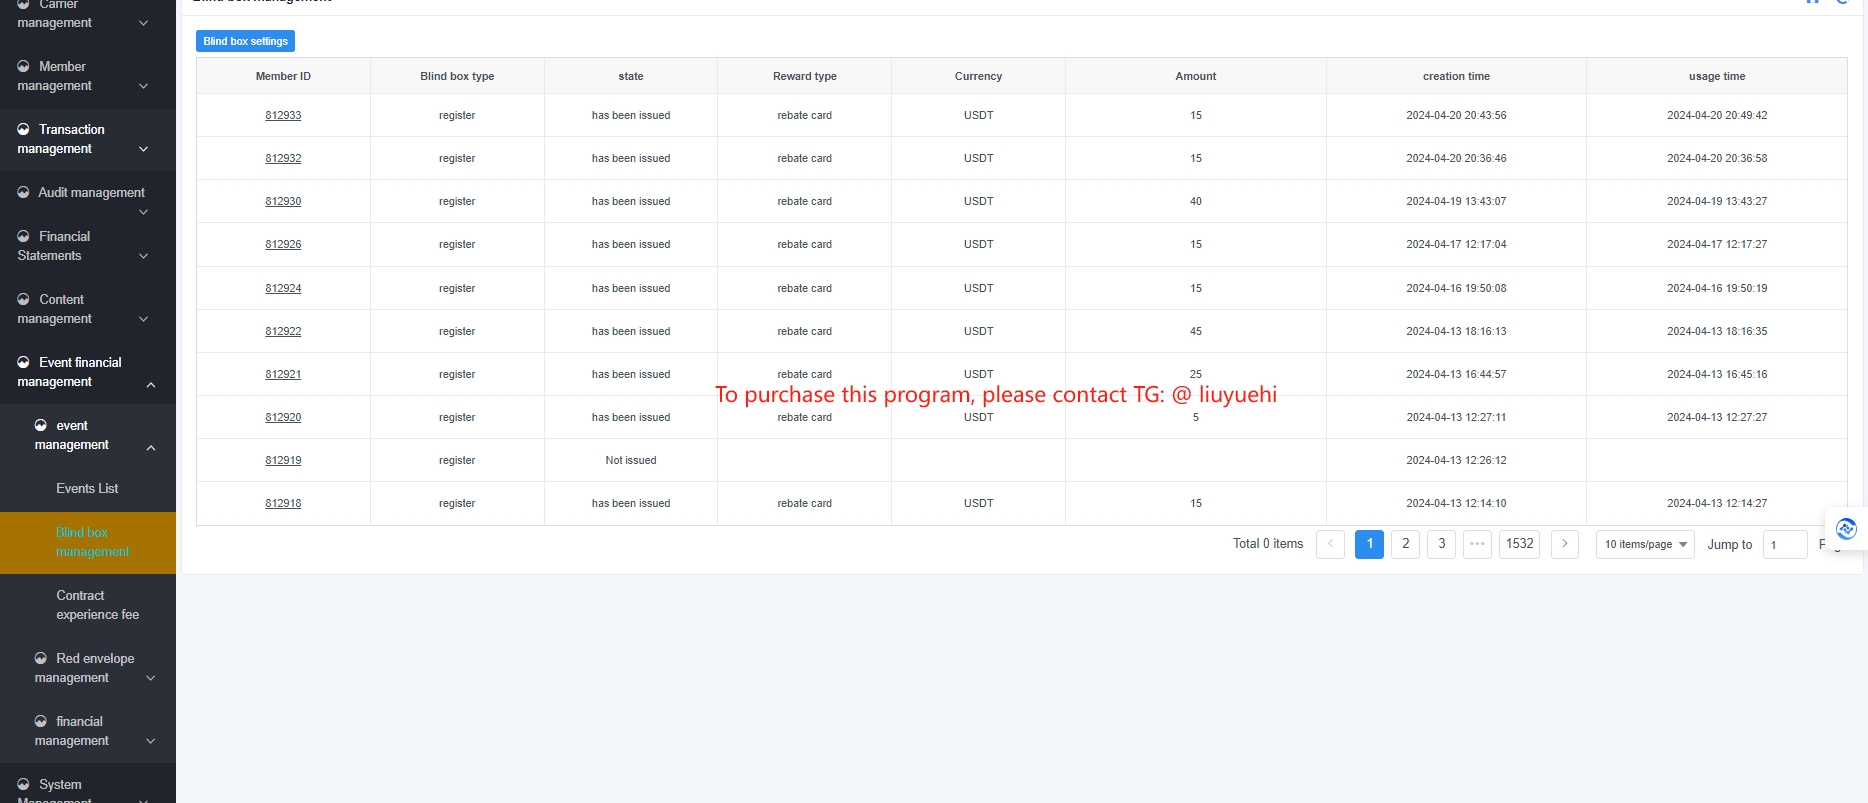 Carrier
management
Member
management
Transaction
management
Audit management
Financial
Statements
Content
management
Event financial
management
event
management
Events List
Blind box
management
Contract
experience fee
Red envelope
management
financial
management
System
Management
Blind box management
Blind box settings
Member ID Blind box type state Reward type Currency Amount creation time usage time
812933 register has been issued rebate card USDT 15 2024-04-20 20:43:56 2024-04-20 20:49:42
812932 register has been issued rebate card USDT 15 2024-04-20 20:36:46 2024-04-20 20:36:58
812930 register has been issued rebate card USDT 40 2024-04-19 13:43:07 2024-04-19 13:43:27
812926 register has been issued rebate card USDT 15 2024-04-17 12:17:04 2024-04-17 12:17:27
812924 register has been issued rebate card USDT 15 2024-04-16 19:50:08 2024-04-16 19:50:19
812922 register has been issued rebate card USDT 45 2024-04-13 18:16:13 2024-04-13 18:16:35
812921 register has been issued rebate card USDT 25 2024-04-13 16:44:57 2024-04-13 16:45:16
To purchase this program, please contact TG: @ liuyuehi
812920 register has been issued rebate card USDT 5 2024-04-13 12:27:11 2024-04-13 12:27:27
812919 register Not issued 2024-04-13 12:26:12
812918 register has been issued rebate card USDT 15 2024-04-13 12:14:10 2024-04-13 12:14:27
Total 0 items < 1 2 3 ••• 1532 > 10 items/page Jump to 1